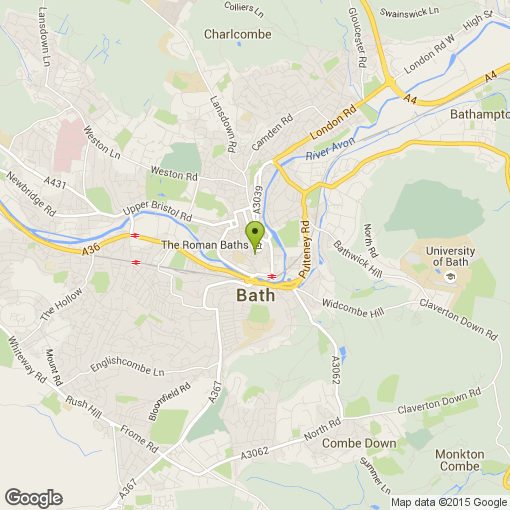 Colliers Ln
Swainswick Ln
High St
Lansdown Ln
Charlcombe
Gloucester Rd
London Rd W
A4
A4
Lansdown Rd
Camden Rd
London Rd
Bathampto
Weston Ln
River Avon
Weston Rd
A431
Newbridge Rd
A3039
Upper Bristol Rd
Pulteney Rd
North Rd
A36
The Roman Baths
Bathwick Hill
University
of Bath
The Hollow
Bath
Widcombe Hill
Claverton Down Rd
Whiteway Rd
Mount Rd
Englishcombe Ln
A3062
Bloomfield Rd
A367
Rush Hill
Claverton Down Rd
Frome Rd
North Rd
Combe Down
A3062
Monkton
Combe
Summer Ln
A367
Google
Map data ©2015 Google